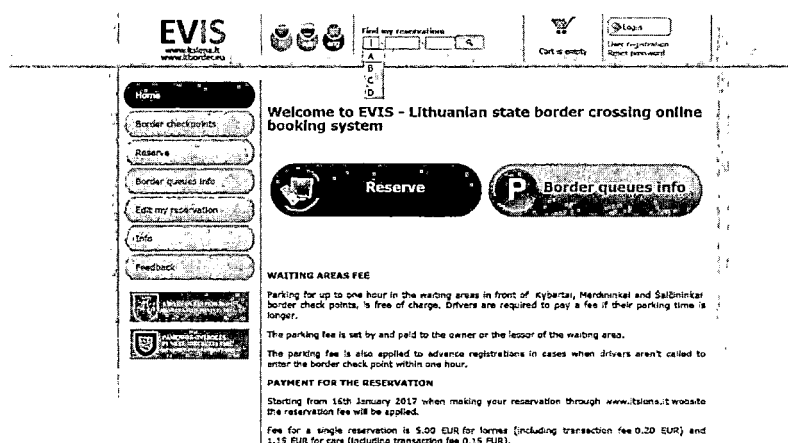 EVIS
www.itsiona.lt
www.ltborder.eu
Find my reservations
I
A
B
C
D
Cart is empty
Login
User registration
Reset password
Home
Border checkpoints
Reserve
Border queues info
Edit my reservation
Info
Feedback
Welcome to EVIS - Lithuanian state border crossing online
booking system
Reserve
P Border queues info
WAITING AREAS FEE
Parking for up to one hour in the waiting areas in front of Kybartai, Medininkai and Šalčininkai
border check points, is free of charge. Drivers are required to pay a fee if their parking time is
longer.
The parking fee is set by and paid to the owner or the lessor of the waiting area.
The parking fee is also applied to advance registrations in cases when drivers aren't called to
enter the border check point within one hour.
PAYMENT FOR THE RESERVATION
Starting from 16th January 2017 when making your reservation through www.itsiona.lt website
the reservation fee will be applied.
Fee for a single reservation is 5.00 EUR for lorries (including transaction fee 0.20 EUR) and
1.15 EUR for cars (including transaction fee 0.15 EUR).